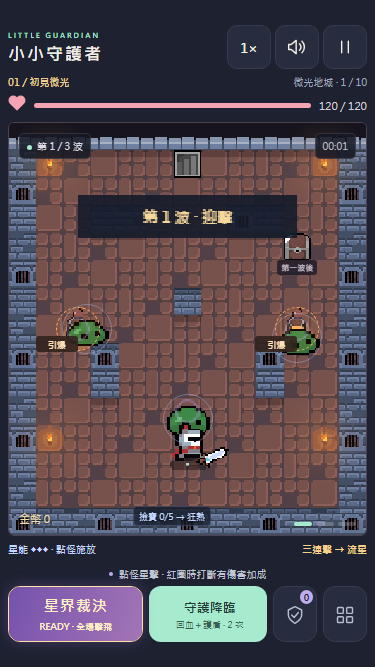 LITTLE GUARDIAN
小小守護者
1×
01 / 初見微光
微光地城 · 1 / 10
120 / 120
第 1 / 3 波
00:01
第 1 波 · 迎擊
第一波後
引爆
引爆
金幣 0
撿寶 0/5 → 狂熱
星能 ◆◆◆ · 點怪施放
三連擊 → 流星
點怪星擊 · 紅圈時打斷有傷害加成
星界裁決
READY · 全場擊飛
守護降臨
回血 + 護盾 · 2 次
0